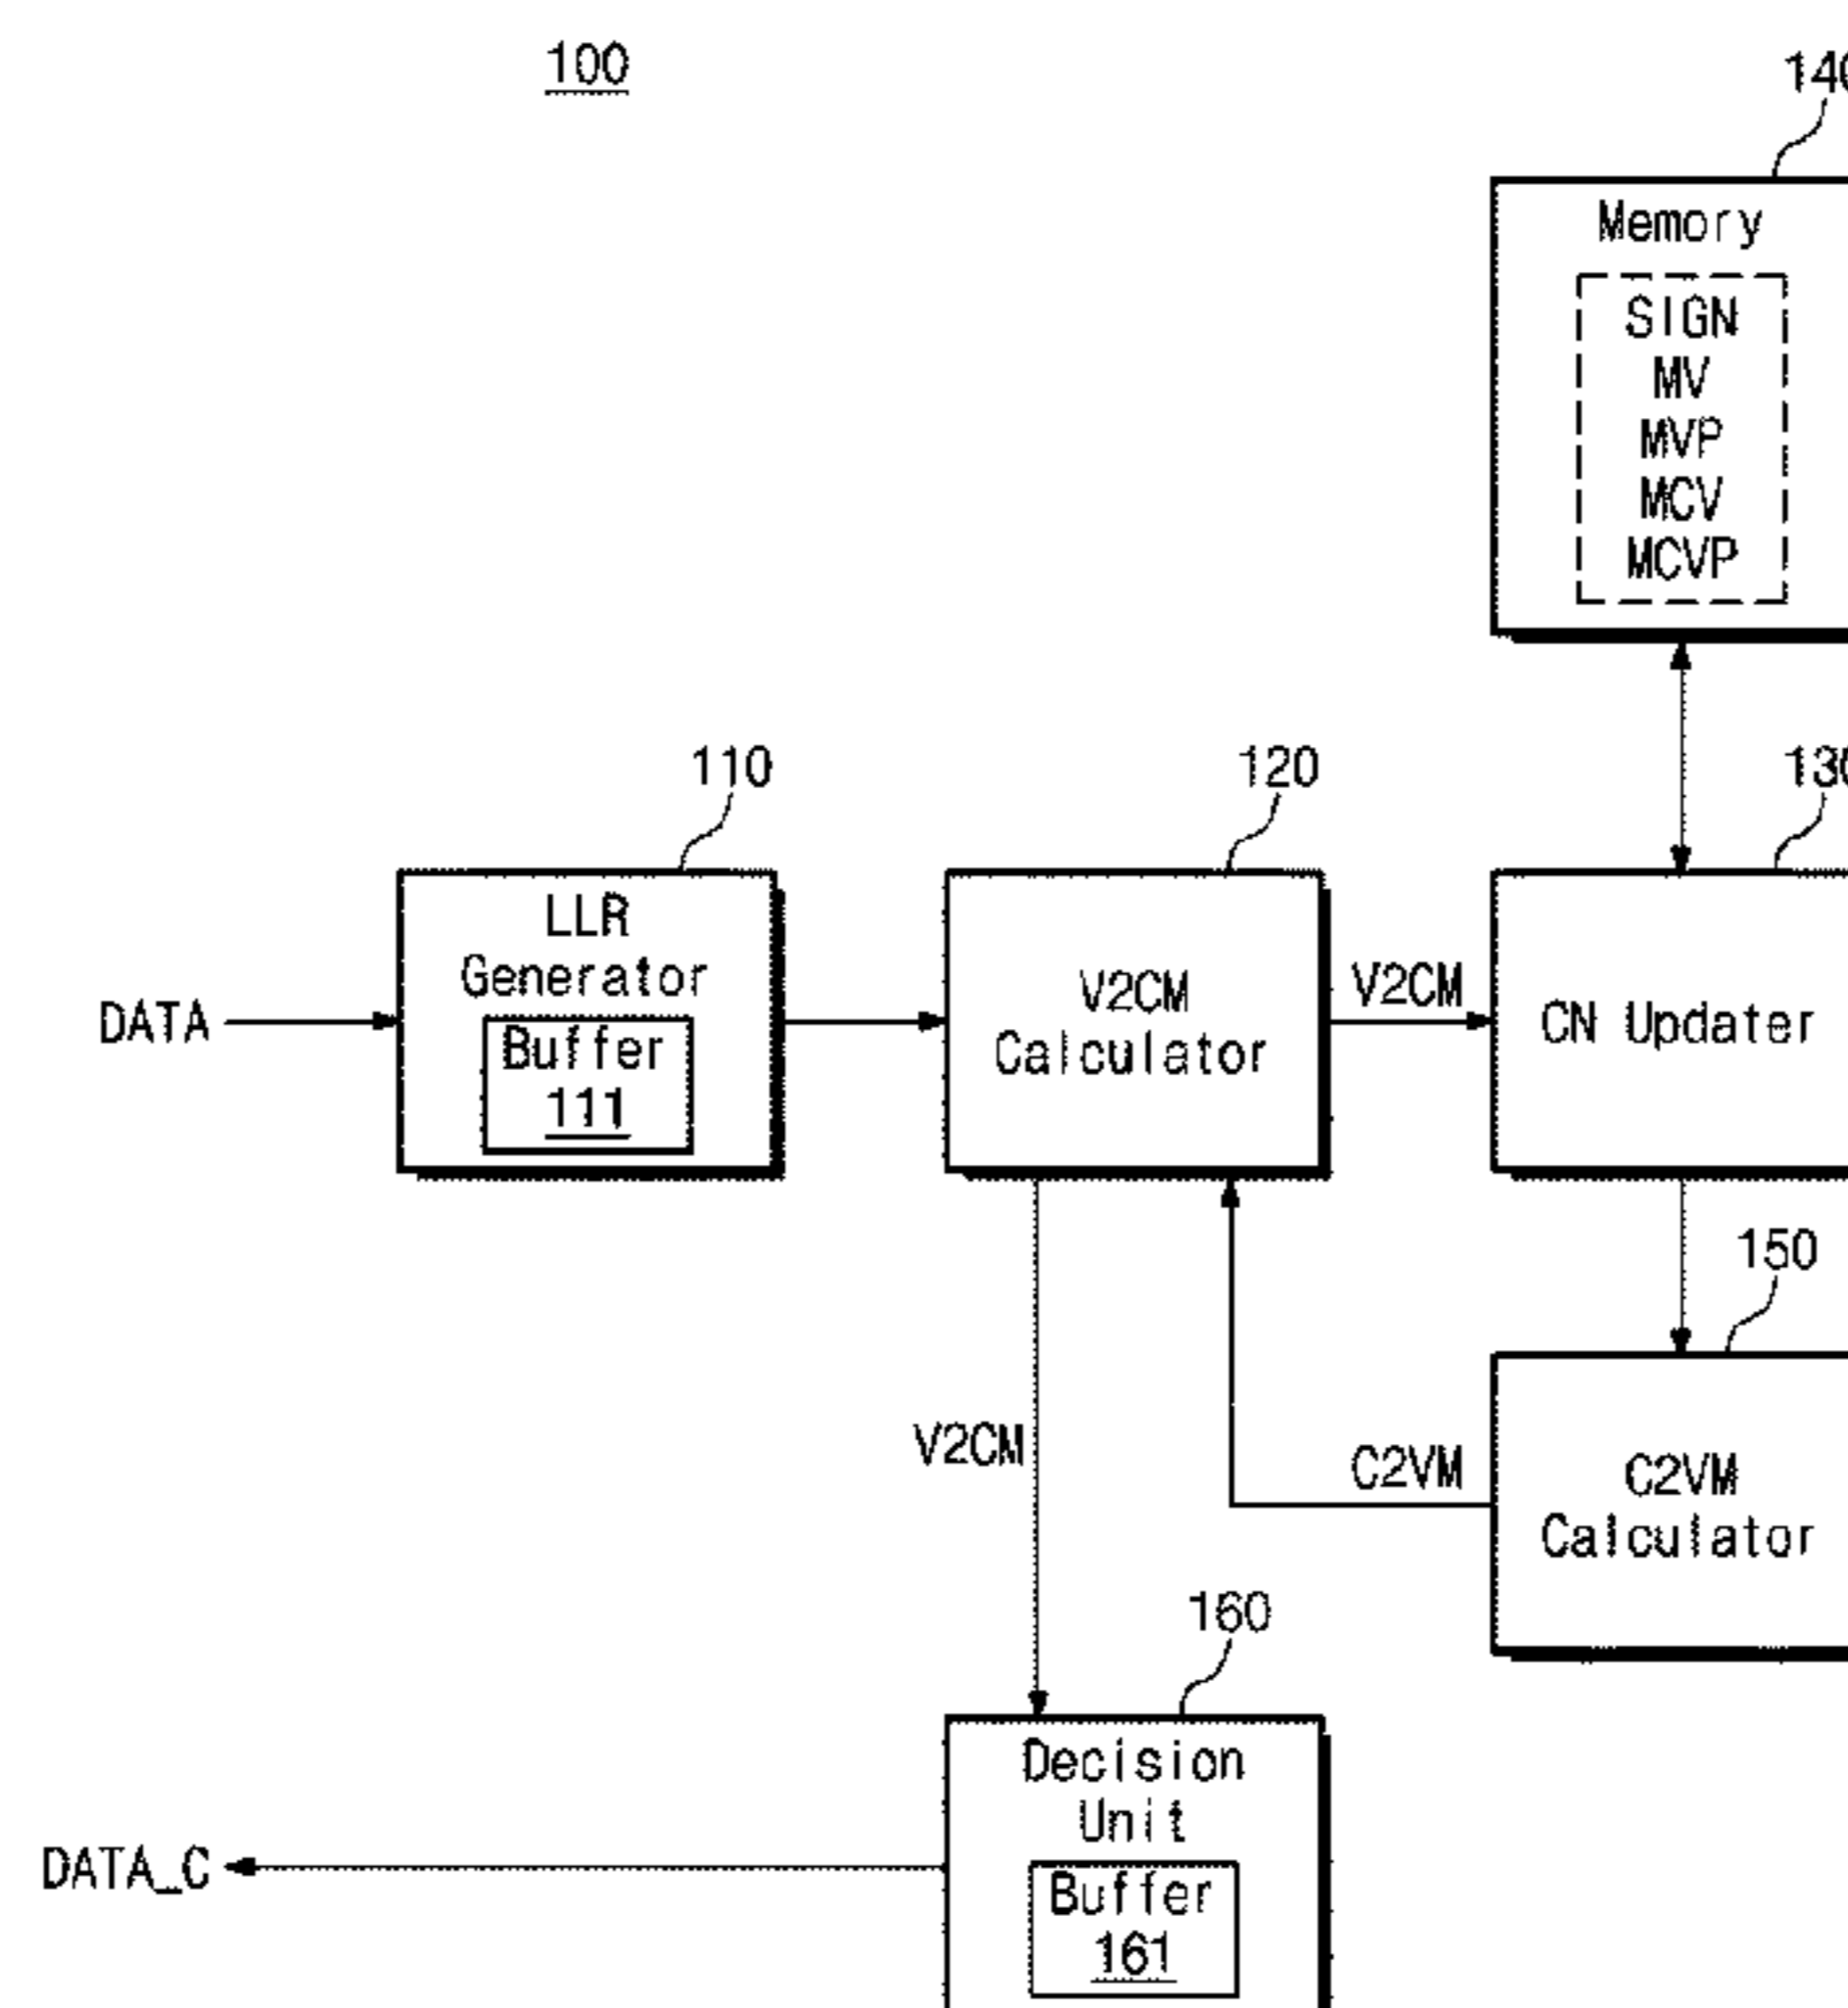 100
140
Memory
SIGN
MV
MVP
MCV
MCVP
110
120
130
LLR
Generator
Buffer
111
V2CM
Calculator
V2CM
CN Updater
DATA
150
V2CM
C2VM
C2VM
Calculator
160
Decision
Unit
Buffer
161
DATA_C